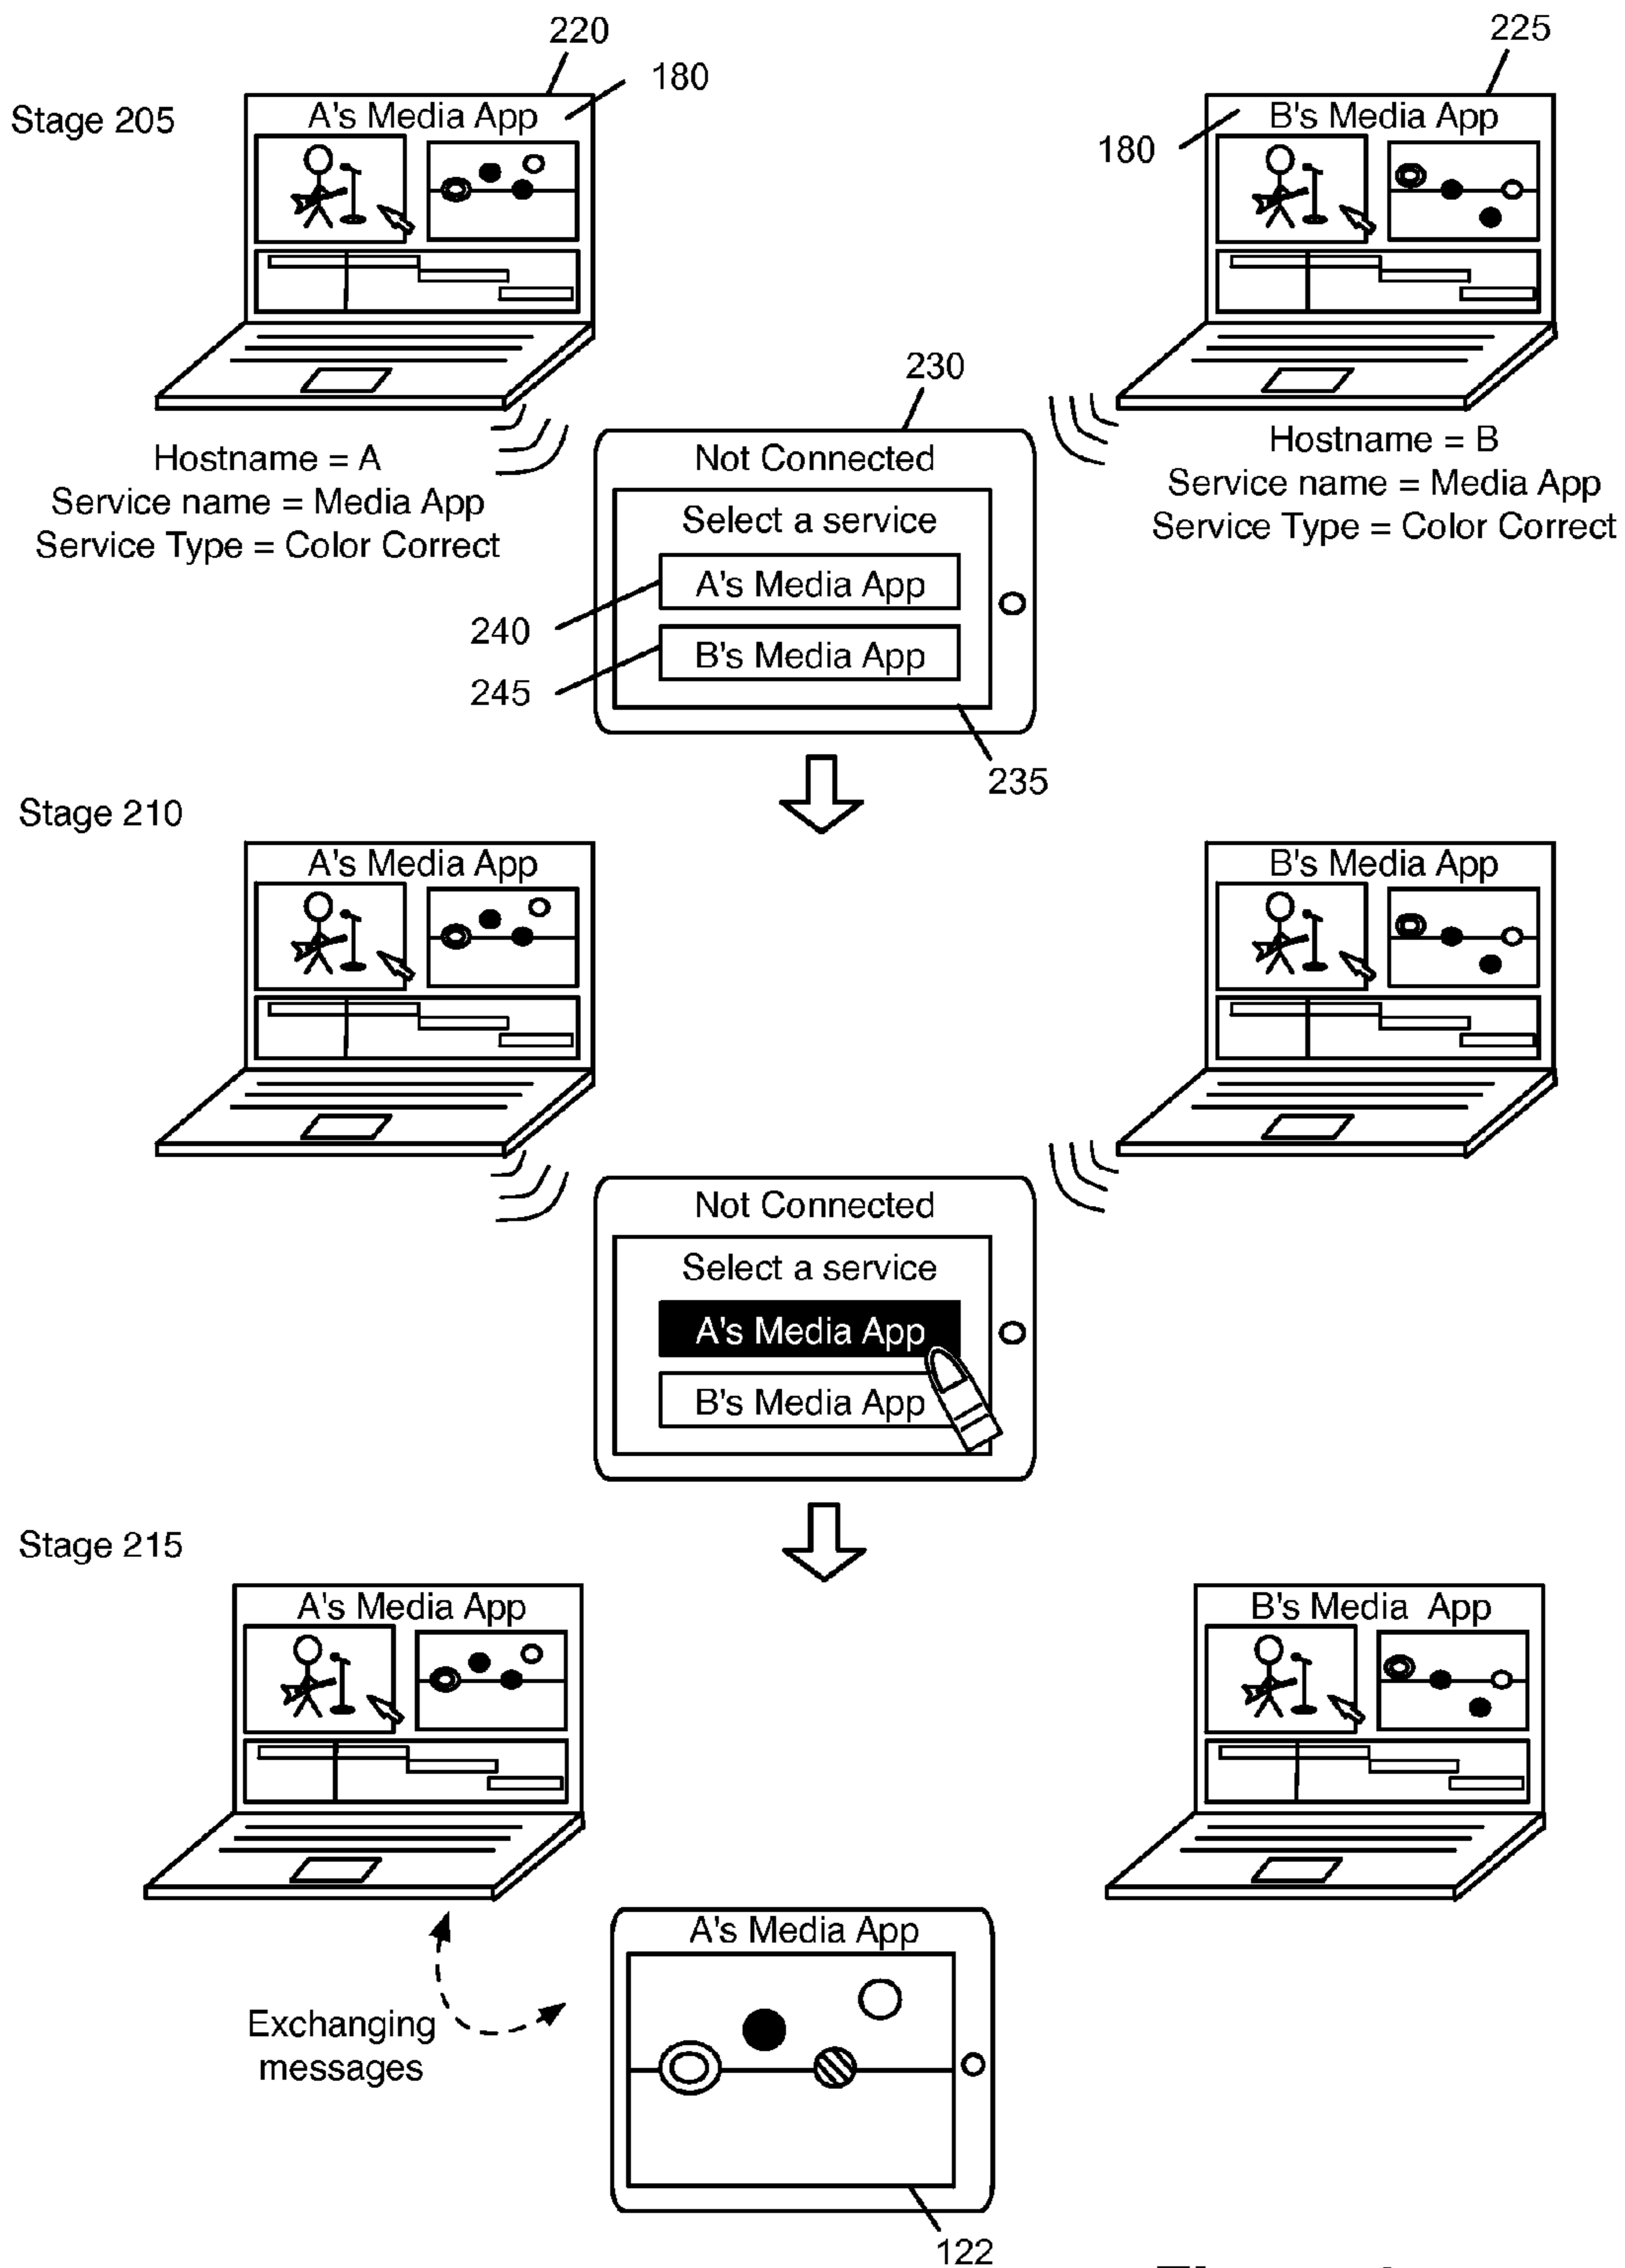 220
225
180
Stage 205
A's Media App
B's Media App
180
230
Hostname = A
Service name = Media App
Service Type = Color Correct
Not Connected
Select a service
A's Media App
B's Media App
240
245
235
Hostname = B
Service name = Media App
Service Type = Color Correct
Stage 210
A's Media App
B's Media App
Not Connected
Select a service
A's Media App
B's Media App
Stage 215
A's Media App
B's Media App
A's Media App
Exchanging
messages
122